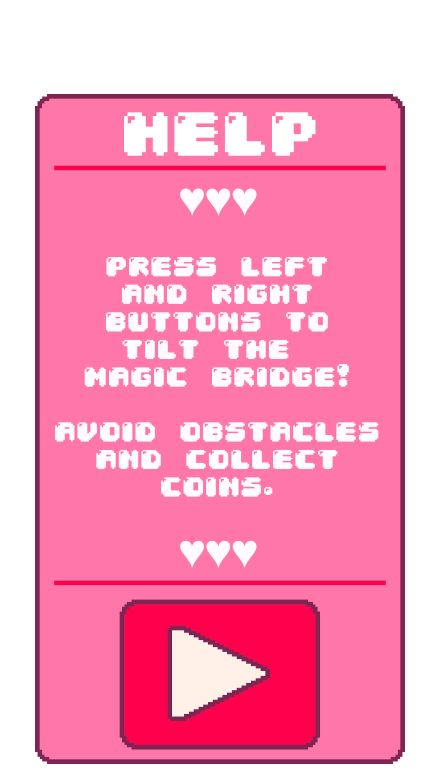 HELP
♥♥♥
PRESS LEFT
AND RIGHT
BUTTONS TO
TILT THE
MAGIC BRIDGE!
AVOID OBSTACLES
AND COLLECT
COINS.
♥♥♥